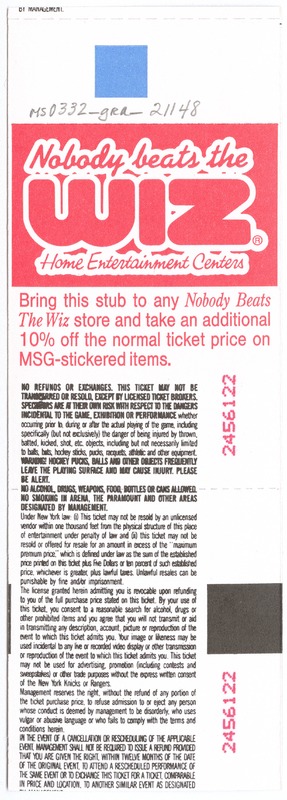 BY MANAGEMENT.
MS0332-gra-21148
Nobody beats the
WIZ®
Home Entertainment Centers
Bring this stub to any Nobody Beats
The Wiz store and take an additional
10% off the normal ticket price on
MSG-stickered items.
NO REFUNDS OR EXCHANGES. THIS TICKET MAY NOT BE
TRANSFERRED OR RESOLD, EXCEPT BY LICENSED TICKET BROKERS.
SPECTATORS ARE AT THEIR OWN RISK WITH RESPECT TO THE DANGERS
INCIDENTAL TO THE GAME, EXHIBITION OR PERFORMANCE, whether
occurring prior to, during or after the actual playing of the game, including
specifically (but not exclusively) the danger of being injured by thrown,
batted, kicked, shot, etc. objects, including but not necessarily limited
to balls, bats, hockey sticks, pucks, racquets, athletic and other equipment.
WARNING! HOCKEY PUCKS, BALLS AND OTHER OBJECTS FREQUENTLY
LEAVE THE PLAYING SURFACE AND MAY CAUSE INJURY. PLEASE
BE ALERT.
NO ALCOHOL, DRUGS, WEAPONS, FOOD, BOTTLES OR CANS ALLOWED.
NO SMOKING IN ARENA, THE PARAMOUNT AND OTHER AREAS
DESIGNATED BY MANAGEMENT.
Under New York law: (i) This ticket may not be resold by an unlicensed
vendor within one thousand feet from the physical structure of this place
of entertainment under penalty of law and (ii) this ticket may not be
resold or offered for resale for an amount in excess of the "maximum
premium price," which is defined under law as the sum of the established
price printed on this ticket plus Five Dollars or ten percent of such established
price, whichever is greater, plus lawful taxes. Unlawful resales can be
punishable by fine and/or imprisonment.
The license granted herein admitting you is revocable upon refunding
to you of the full purchase price stated on this ticket. By your use of
this ticket, you consent to a reasonable search for alcohol, drugs or
other prohibited items and you agree that you will not transmit or aid
in transmitting any description, account, picture or reproduction of the
event to which this ticket admits you. Your image or likeness may be
used incidental to any live or recorded video display or other transmission
or reproduction of the event to which this ticket admits you. This ticket
may not be used for advertising, promotion (including contests and
sweepstakes) or other trade purposes without the express written consent
of the New York Knicks or Rangers.
Management reserves the right, without the refund of any portion of
the ticket purchase price, to refuse admission to or eject any person
whose conduct is deemed by management to be disorderly, who uses
vulgar or abusive language or who fails to comply with the terms and
conditions herein.
IN THE EVENT OF A CANCELLATION OR RESCHEDULING OF THE APPLICABLE
EVENT, MANAGEMENT SHALL NOT BE REQUIRED TO ISSUE A REFUND PROVIDED
THAT YOU ARE GIVEN THE RIGHT, WITHIN TWELVE MONTHS OF THE DATE
OF THE ORIGINAL EVENT, TO ATTEND A RESCHEDULED PERFORMANCE OF
THE SAME EVENT OR TO EXCHANGE THIS TICKET FOR A TICKET, COMPARABLE
IN PRICE AND LOCATION, TO ANOTHER SIMILAR EVENT AS DESIGNATED
BY MANAGEMENT.
2456122
2456122